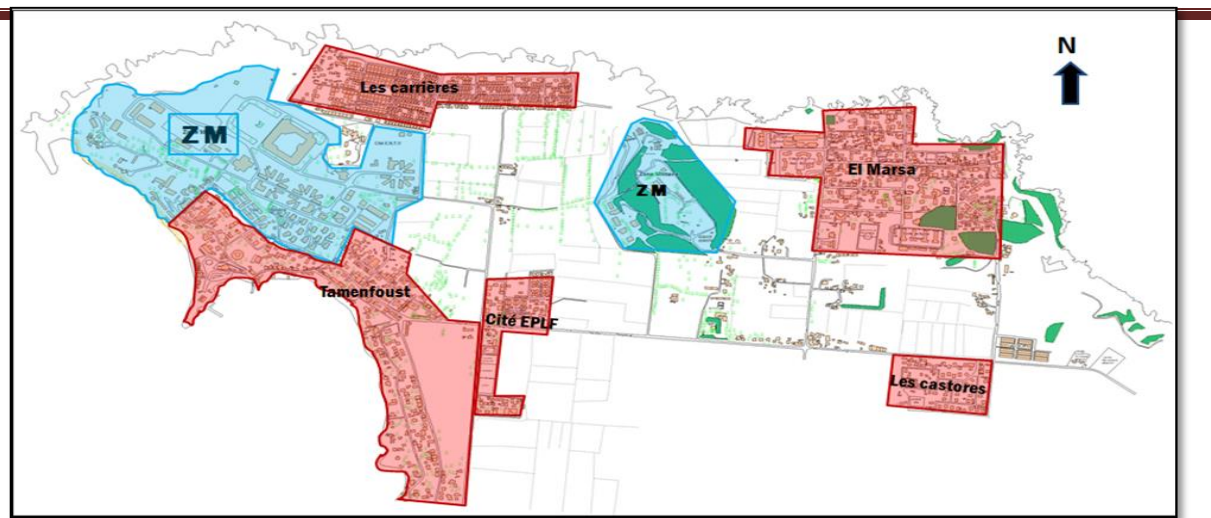 N
Les carrières
Z M
El Marsa
Z M
Tamenfoust
Cité EPLF
Les castores